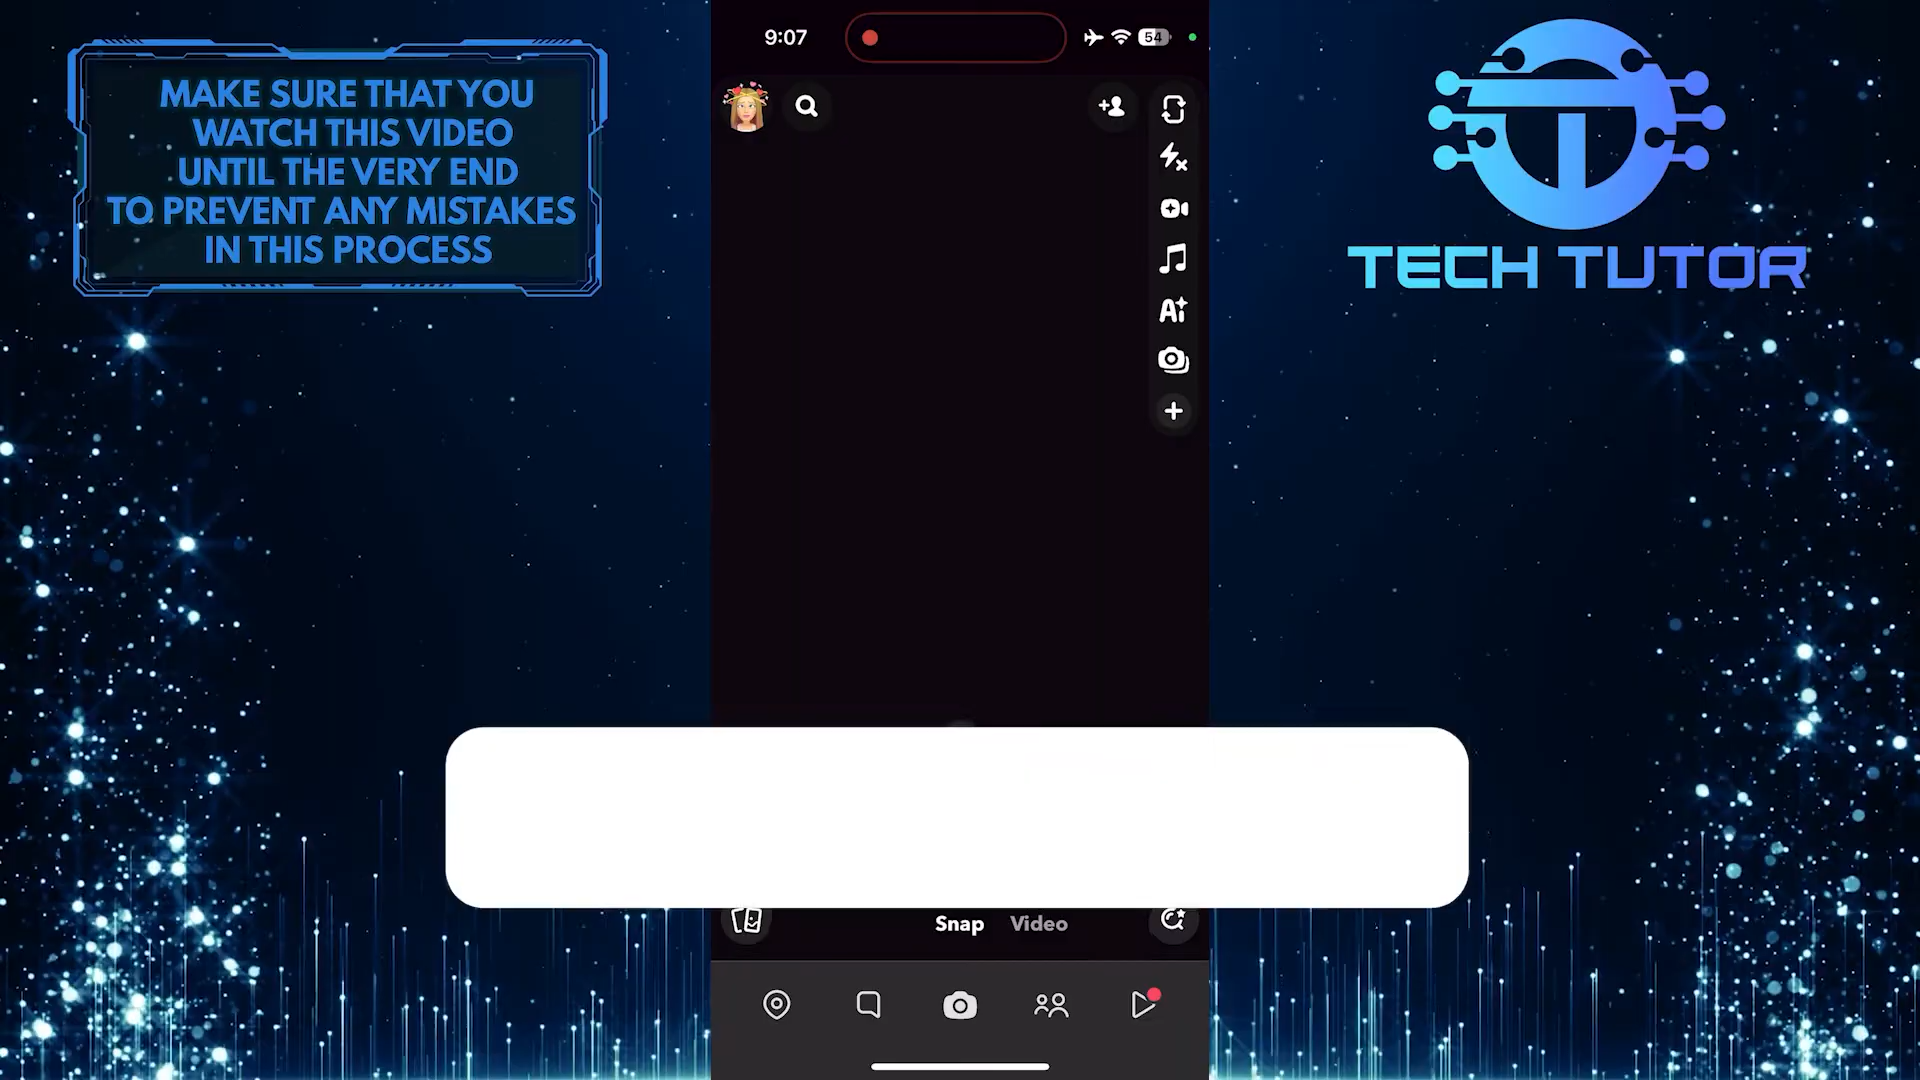 MAKE SURE THAT YOU
WATCH THIS VIDEO
UNTIL THE VERY END
TO PREVENT ANY MISTAKES
IN THIS PROCESS
9:07
54
TECH TUTOR
Ai
Snap Video